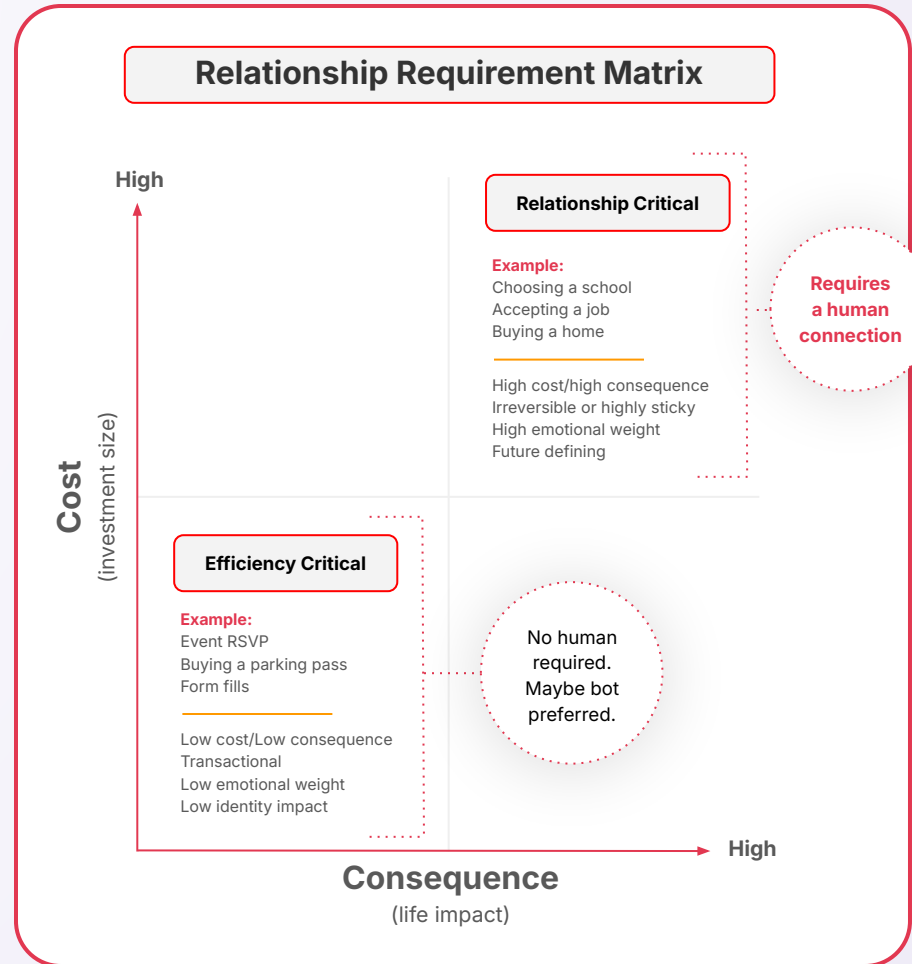 Relationship Requirement Matrix
High
Relationship Critical
Example:
Choosing a school
Accepting a job
Buying a home
High cost/high consequence
Irreversible or highly sticky
High emotional weight
Future defining
Requires
a human
connection
Cost
(investment size)
Efficiency Critical
Example:
Event RSVP
Buying a parking pass
Form fills
Low cost/Low consequence
Transactional
Low emotional weight
Low identity impact
No human
required.
Maybe bot
preferred.
High
Consequence
(life impact)